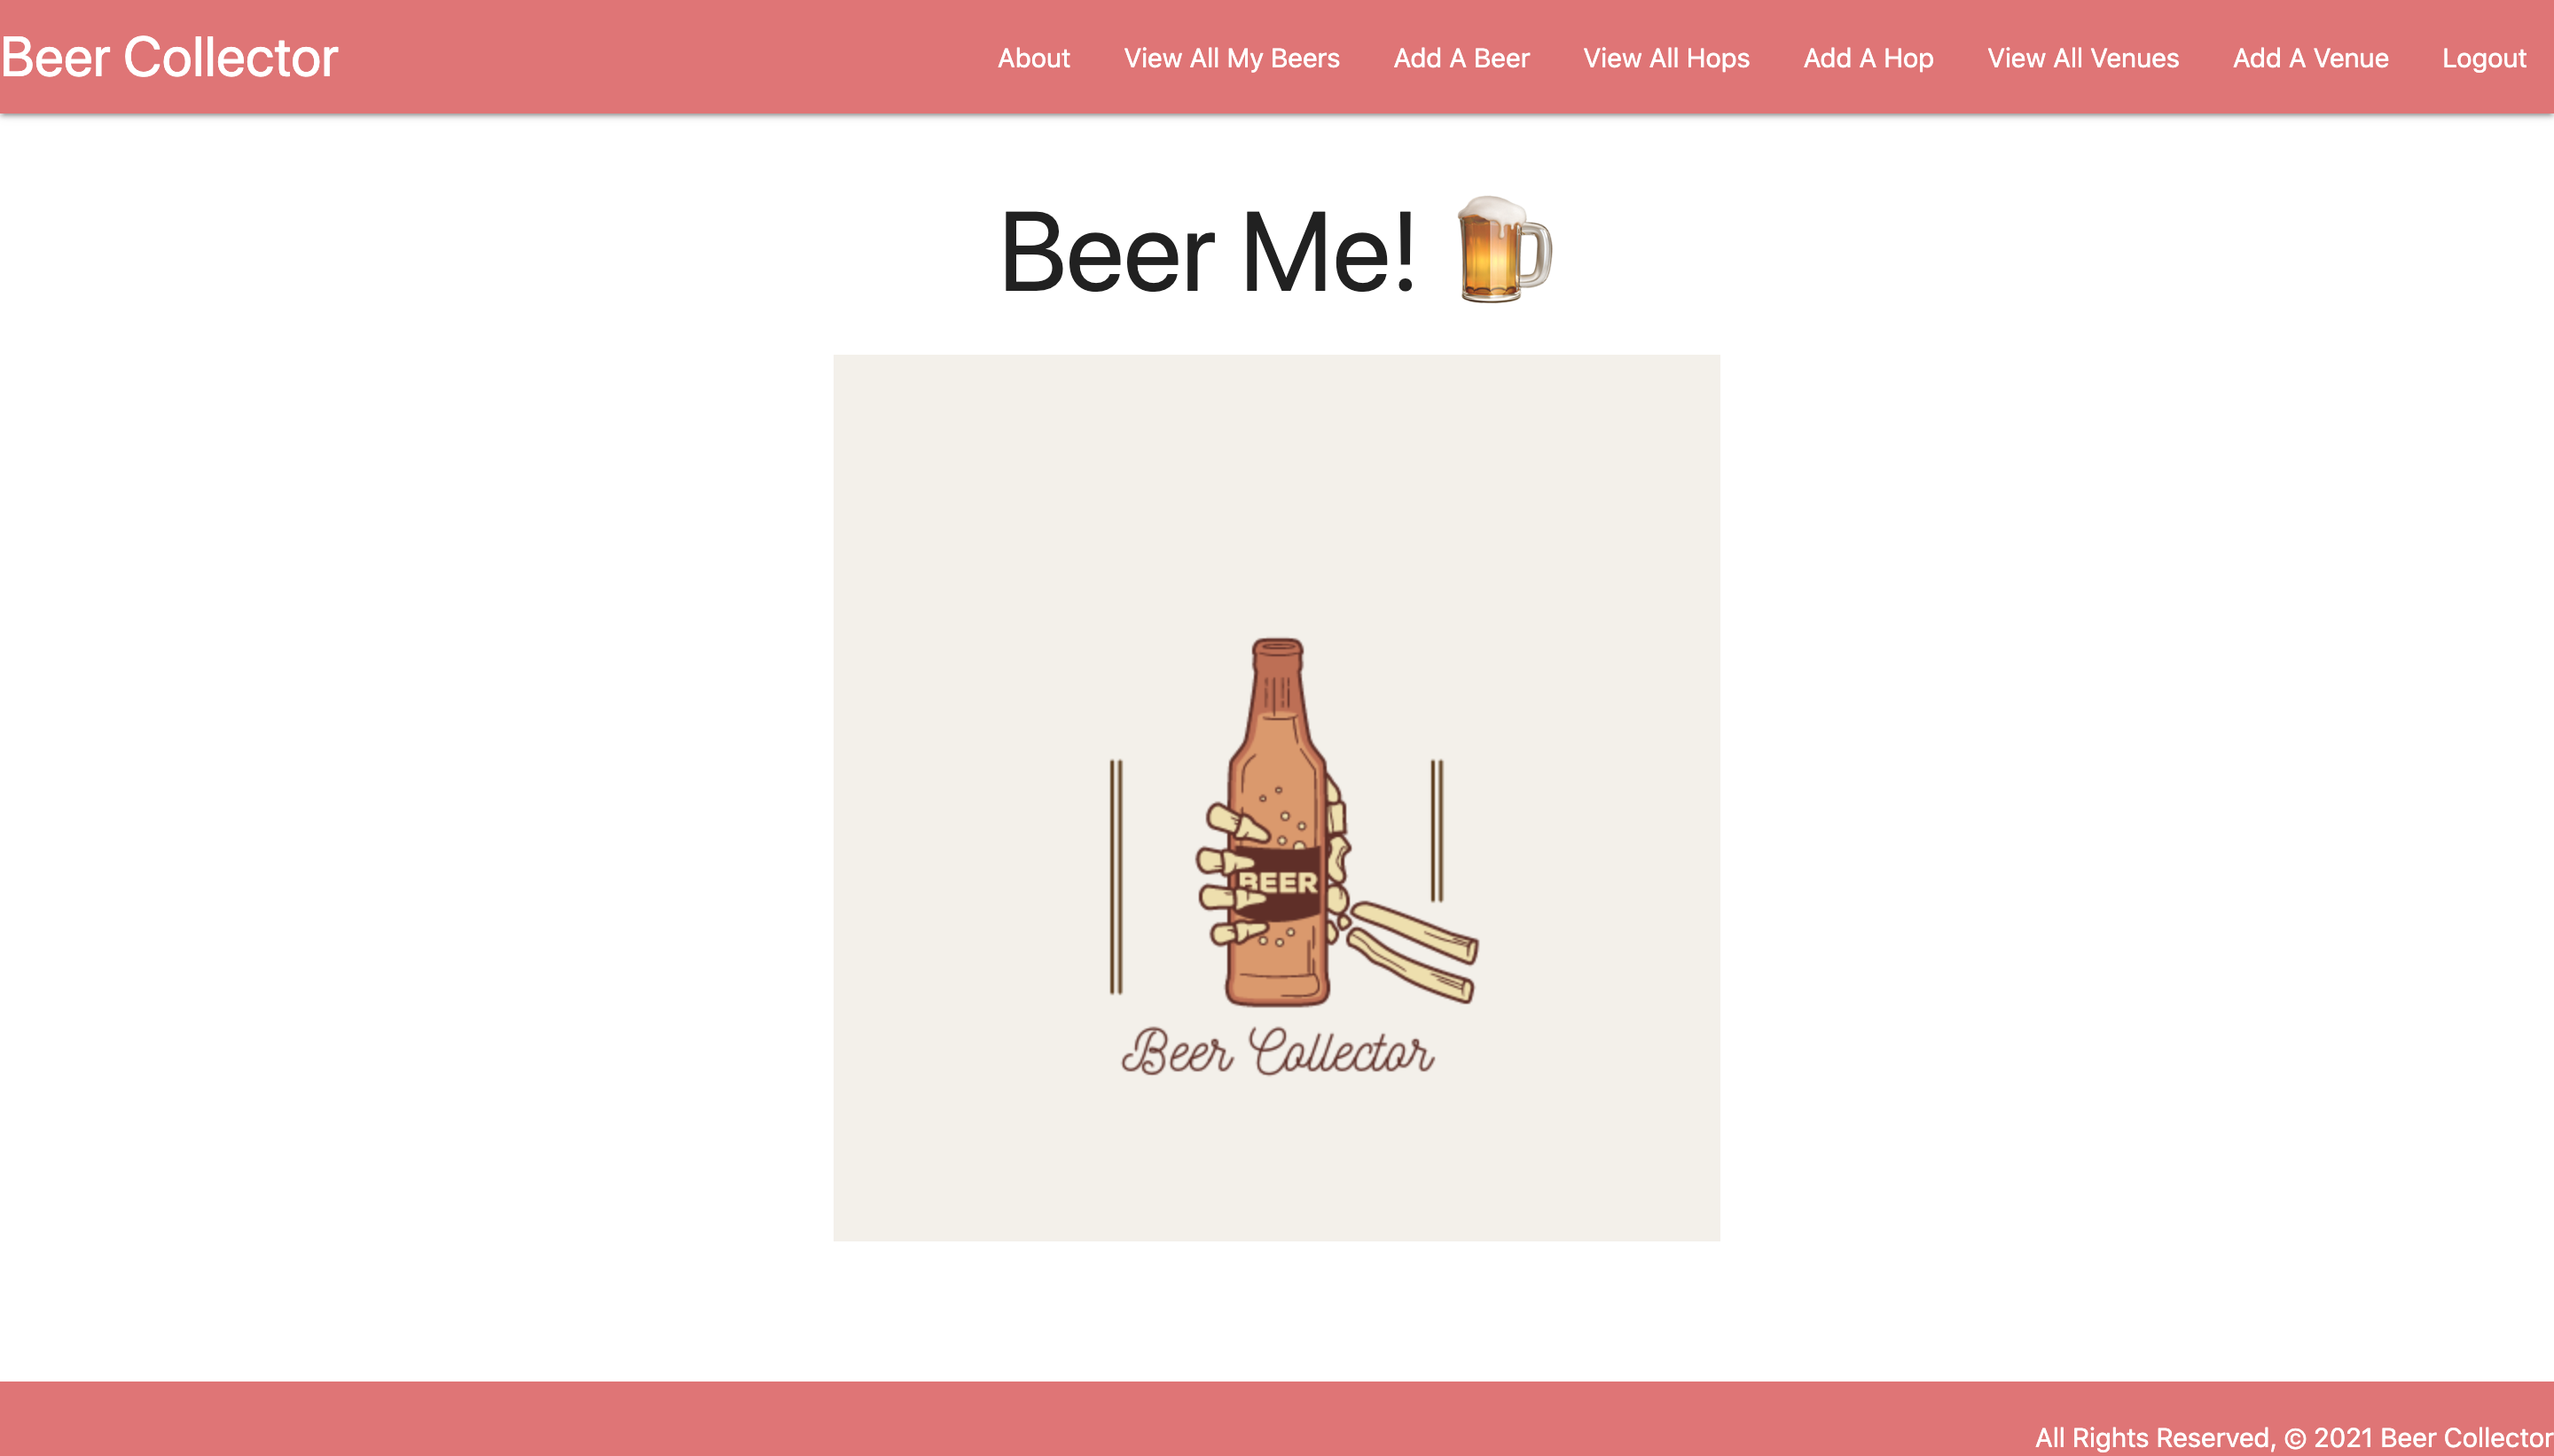 Beer Collector
About View All My Beers Add A Beer View All Hops Add A Hop View All Venues Add A Venue Logout
Beer Me! 🍺
BEER
Beer Collector
All Rights Reserved, © 2021 Beer Collector